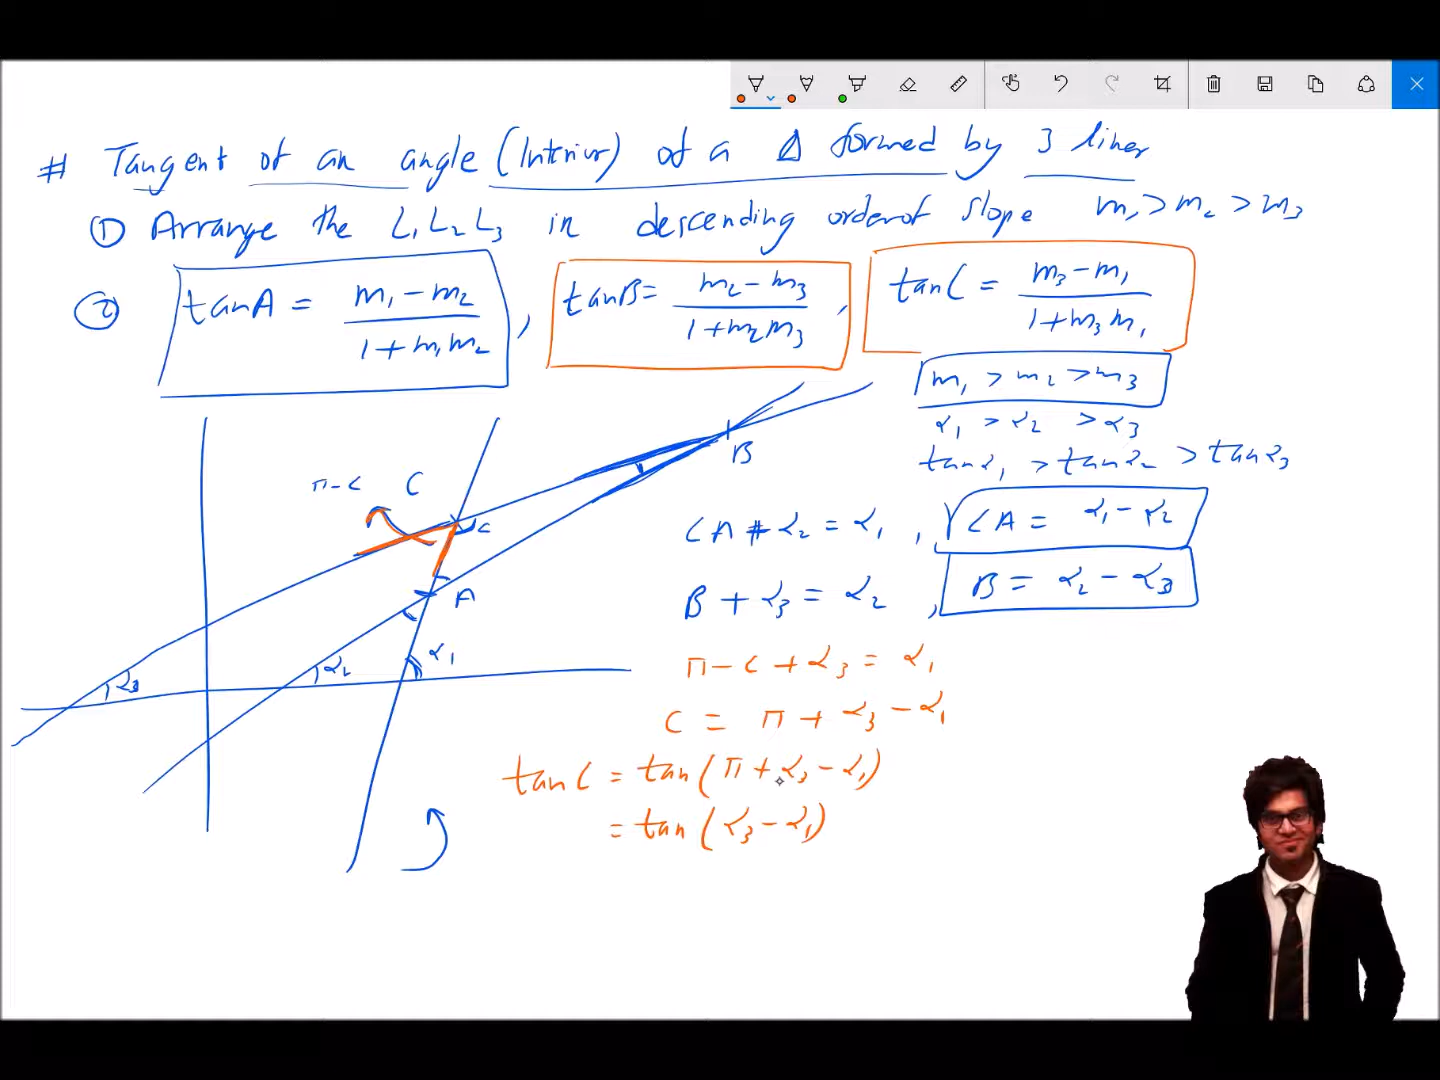 # Tangent of an angle (Interior) of a Δ formed by 3 lines
① Arrange the L₁ L₂ L₃ in descending order of slope m₁ > m₂ > m₃
② tanA = (m₁ - m₂)/(1 + m₁m₂) , tanB = (m₂ - m₃)/(1 + m₂m₃) , tanC = (m₃ - m₁)/(1 + m₃m₁)
m₁ > m₂ > m₃
α₁ > α₂ > α₃
tanα₁ > tanα₂ > tanα₃
B
π-C C
C
∠A + α₂ = α₁ , ∠A = α₁ - α₂
A
B + α₃ = α₂ , B = α₂ - α₃
α₃ α₂ α₁
π - C + α₃ = α₁
C = π + α₃ - α₁
tanC = tan(π + α₃ - α₁)
= tan(α₃ - α₁)